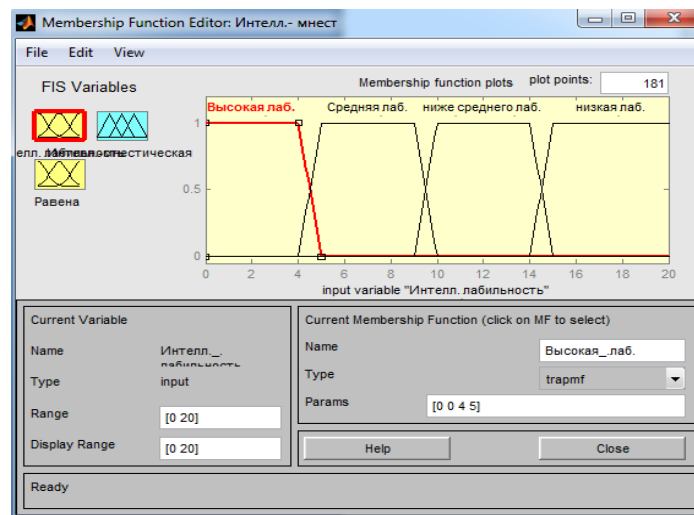 Membership Function Editor: Интелл.- мнест
File Edit View
FIS Variables
Membership function plots plot points: 181
Высокая лаб. Средняя лаб. ниже среднего лаб. низкая лаб.
Равена
1
0.5
0
0 2 4 6 8 10 12 14 16 18 20
input variable "Интелл. лабильность"
Current Variable
Name Интелл._.
лабильность
Type input
Range [0 20]
Display Range [0 20]
Current Membership Function (click on MF to select)
Name Высокая_.лаб.
Type trapmf
Params [0 0 4 5]
Help Close
Ready